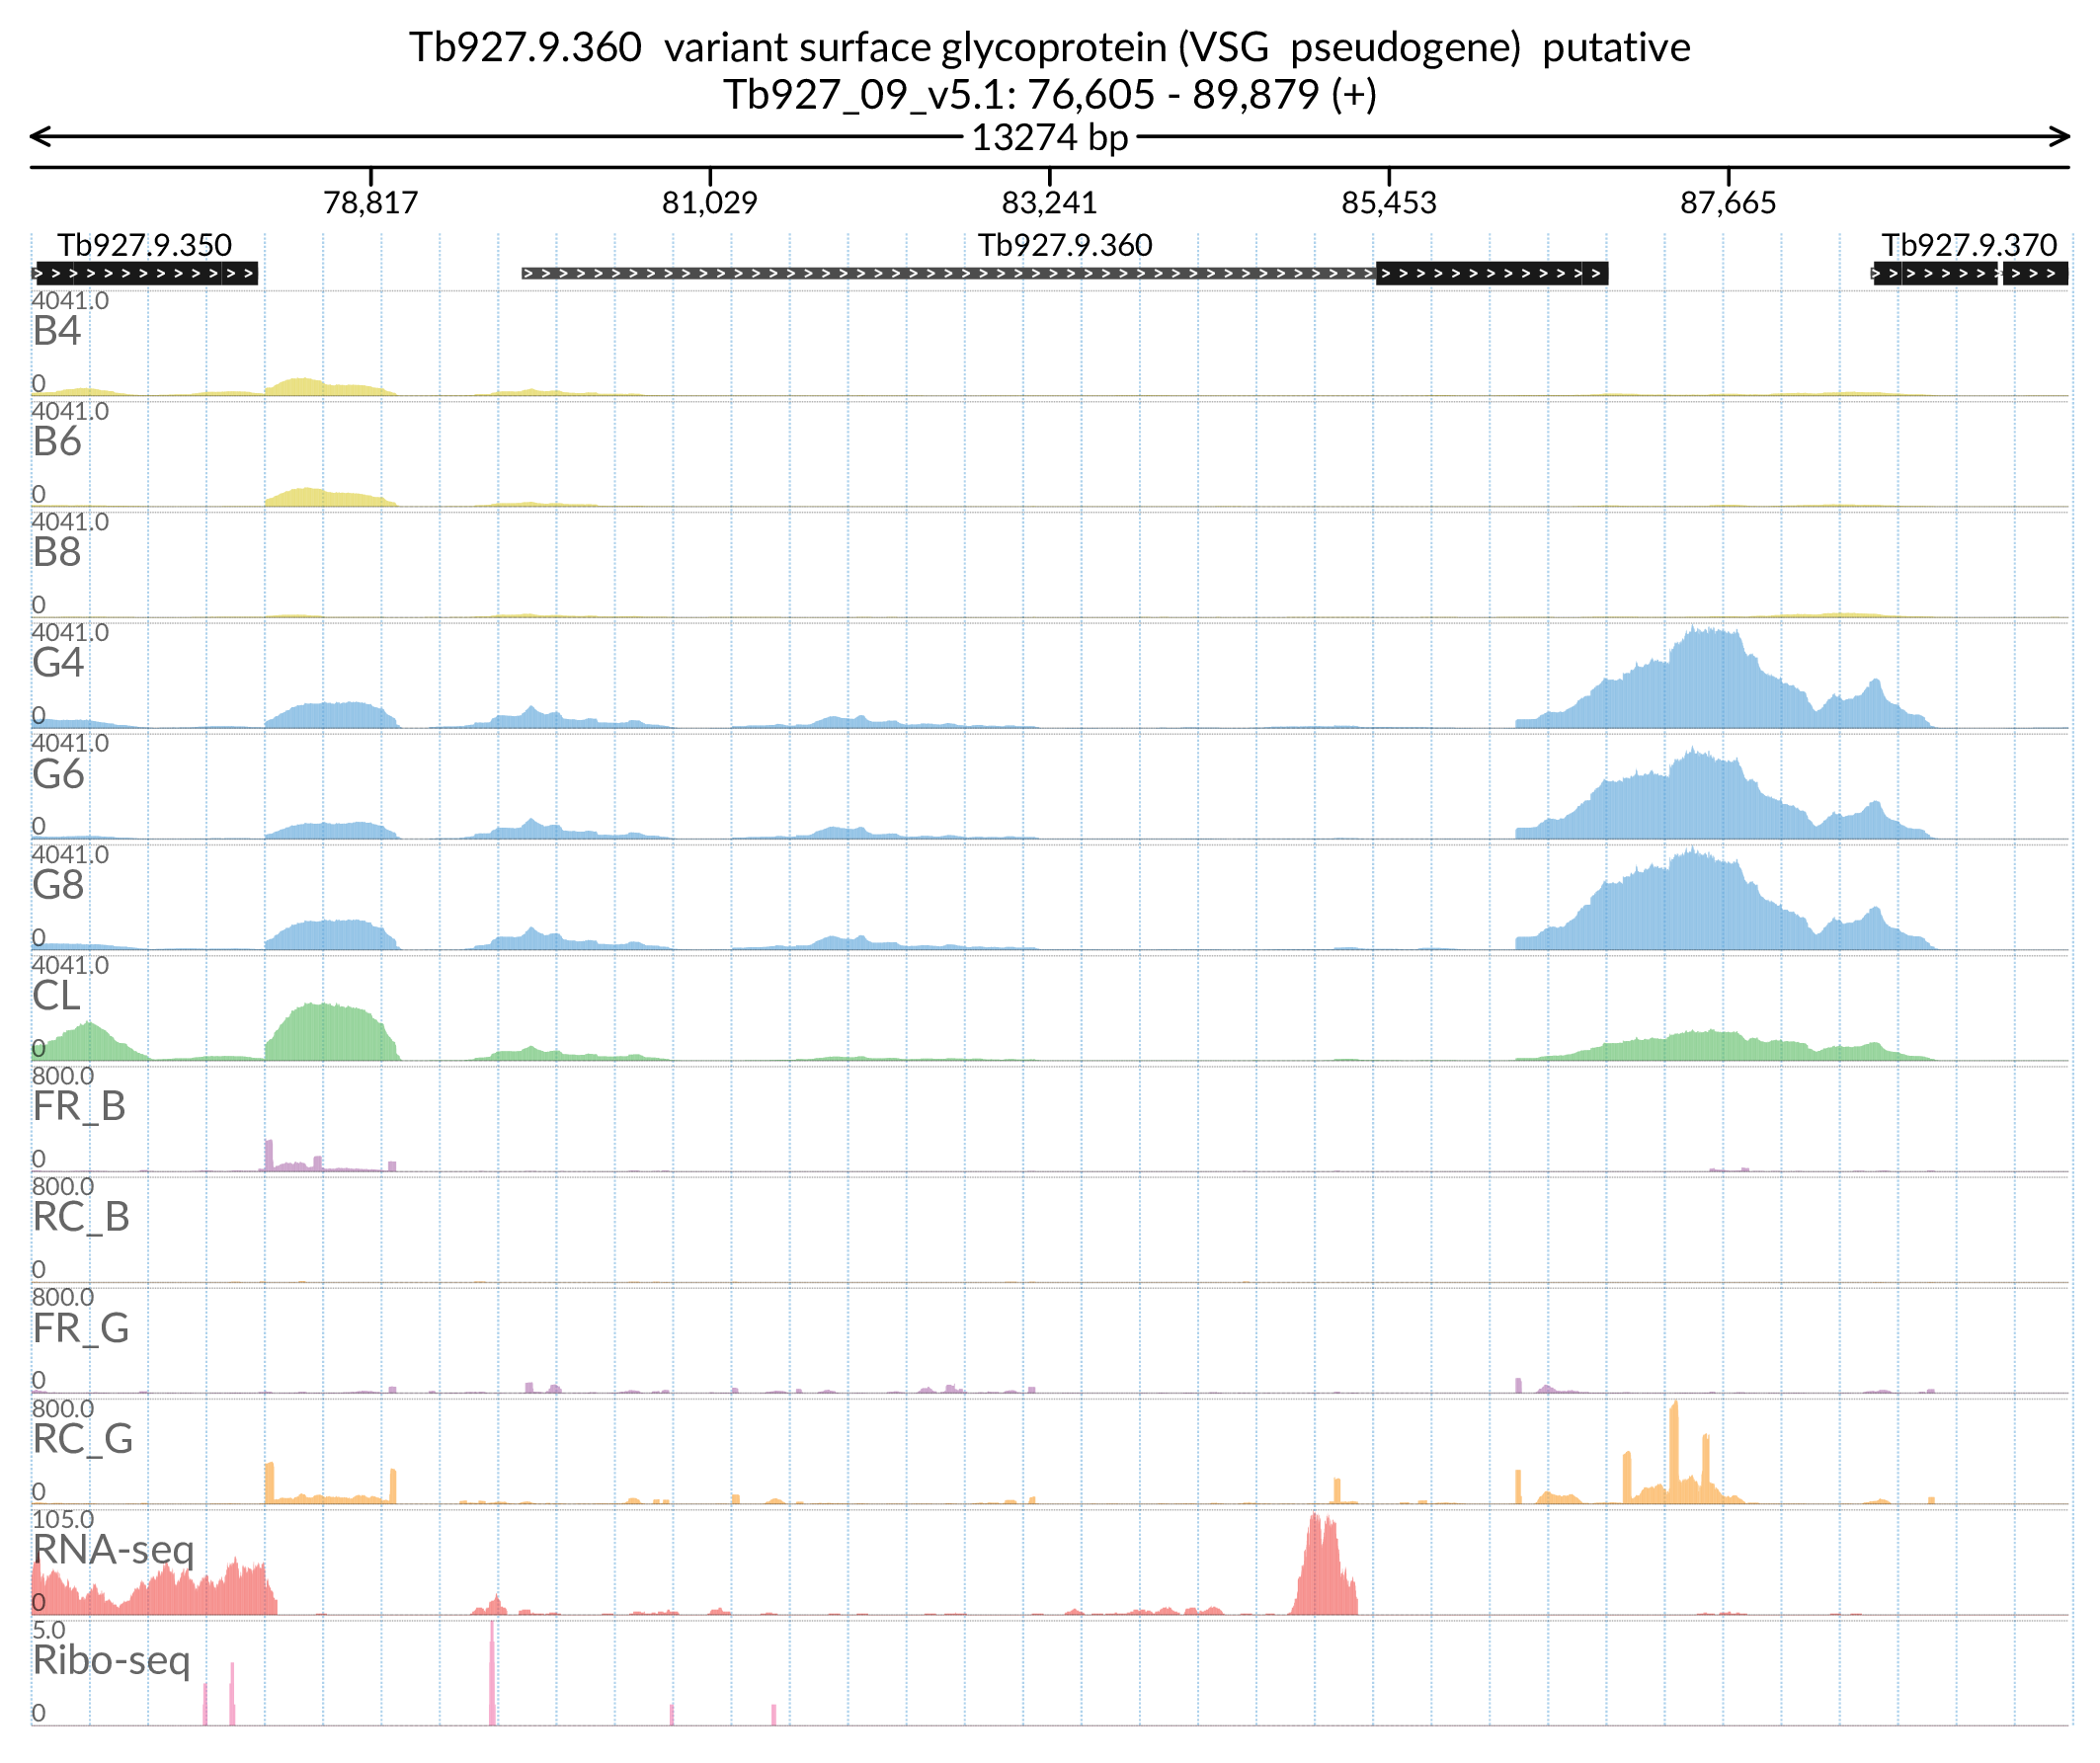 Tb927.9.360 variant surface glycoprotein (VSG pseudogene) putative
Tb927_09_v5.1: 76,605 - 89,879 (+)
13274 bp
78,817 81,029 83,241 85,453 87,665
Tb927.9.350 Tb927.9.360 Tb927.9.370
4041.0
B4
0
4041.0
B6
0
4041.0
B8
0
4041.0
G4
0
4041.0
G6
0
4041.0
G8
0
4041.0
CL
0
800.0
FR_B
0
800.0
RC_B
0
800.0
FR_G
0
800.0
RC_G
0
105.0
RNA-seq
0
5.0
Ribo-seq
0